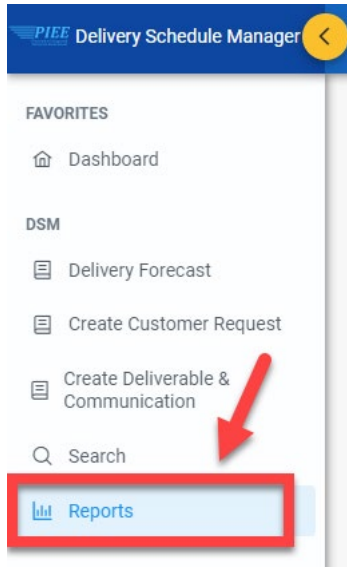 PIEE Delivery Schedule Manager
FAVORITES
Dashboard
DSM
Delivery Forecast
Create Customer Request
Create Deliverable &
Communication
Search
Reports